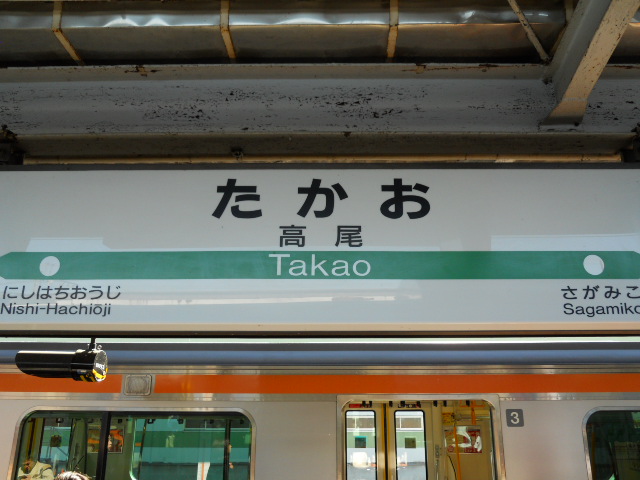 たかお
高尾
Takao
にしはちおうじ
Nishi-Hachiōji
さがみこ
Sagamiko
3